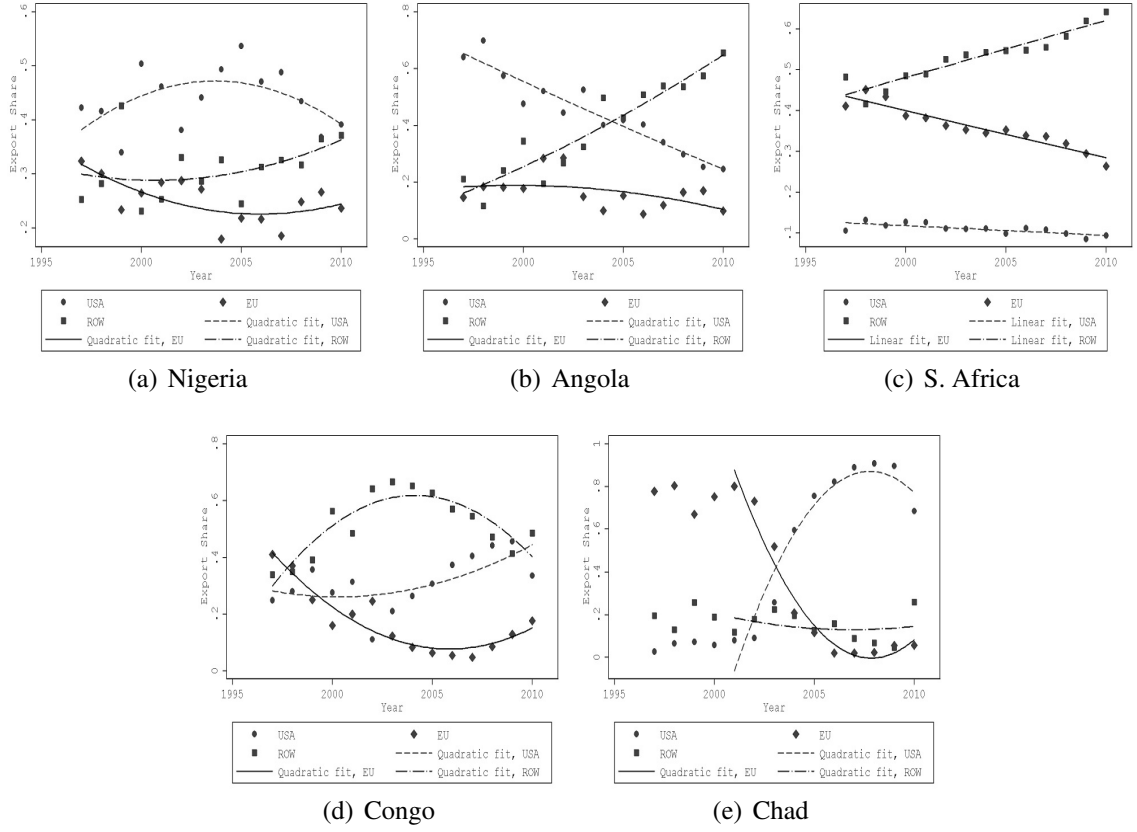 Export Share
.2 .3 .4 .5 .6
1995 2000 2005 2010
Year
USA EU
ROW Quadratic fit, USA
Quadratic fit, EU Quadratic fit, ROW
(a) Nigeria
Export Share
0 .2 .4 .6 .8
1995 2000 2005 2010
Year
USA EU
ROW Quadratic fit, USA
Quadratic fit, EU Quadratic fit, ROW
(b) Angola
Export Share
.1 .2 .3 .4 .5 .6
1995 2000 2005 2010
Year
USA EU
ROW Linear fit, USA
Linear fit, EU Linear fit, ROW
(c) S. Africa
Export Share
0 .2 .4 .6 .8
1995 2000 2005 2010
Year
USA EU
ROW Quadratic fit, USA
Quadratic fit, EU Quadratic fit, ROW
(d) Congo
Export Share
0 .2 .4 .6 .8 1
1995 2000 2005 2010
Year
USA EU
ROW Quadratic fit, USA
Quadratic fit, EU Quadratic fit, ROW
(e) Chad